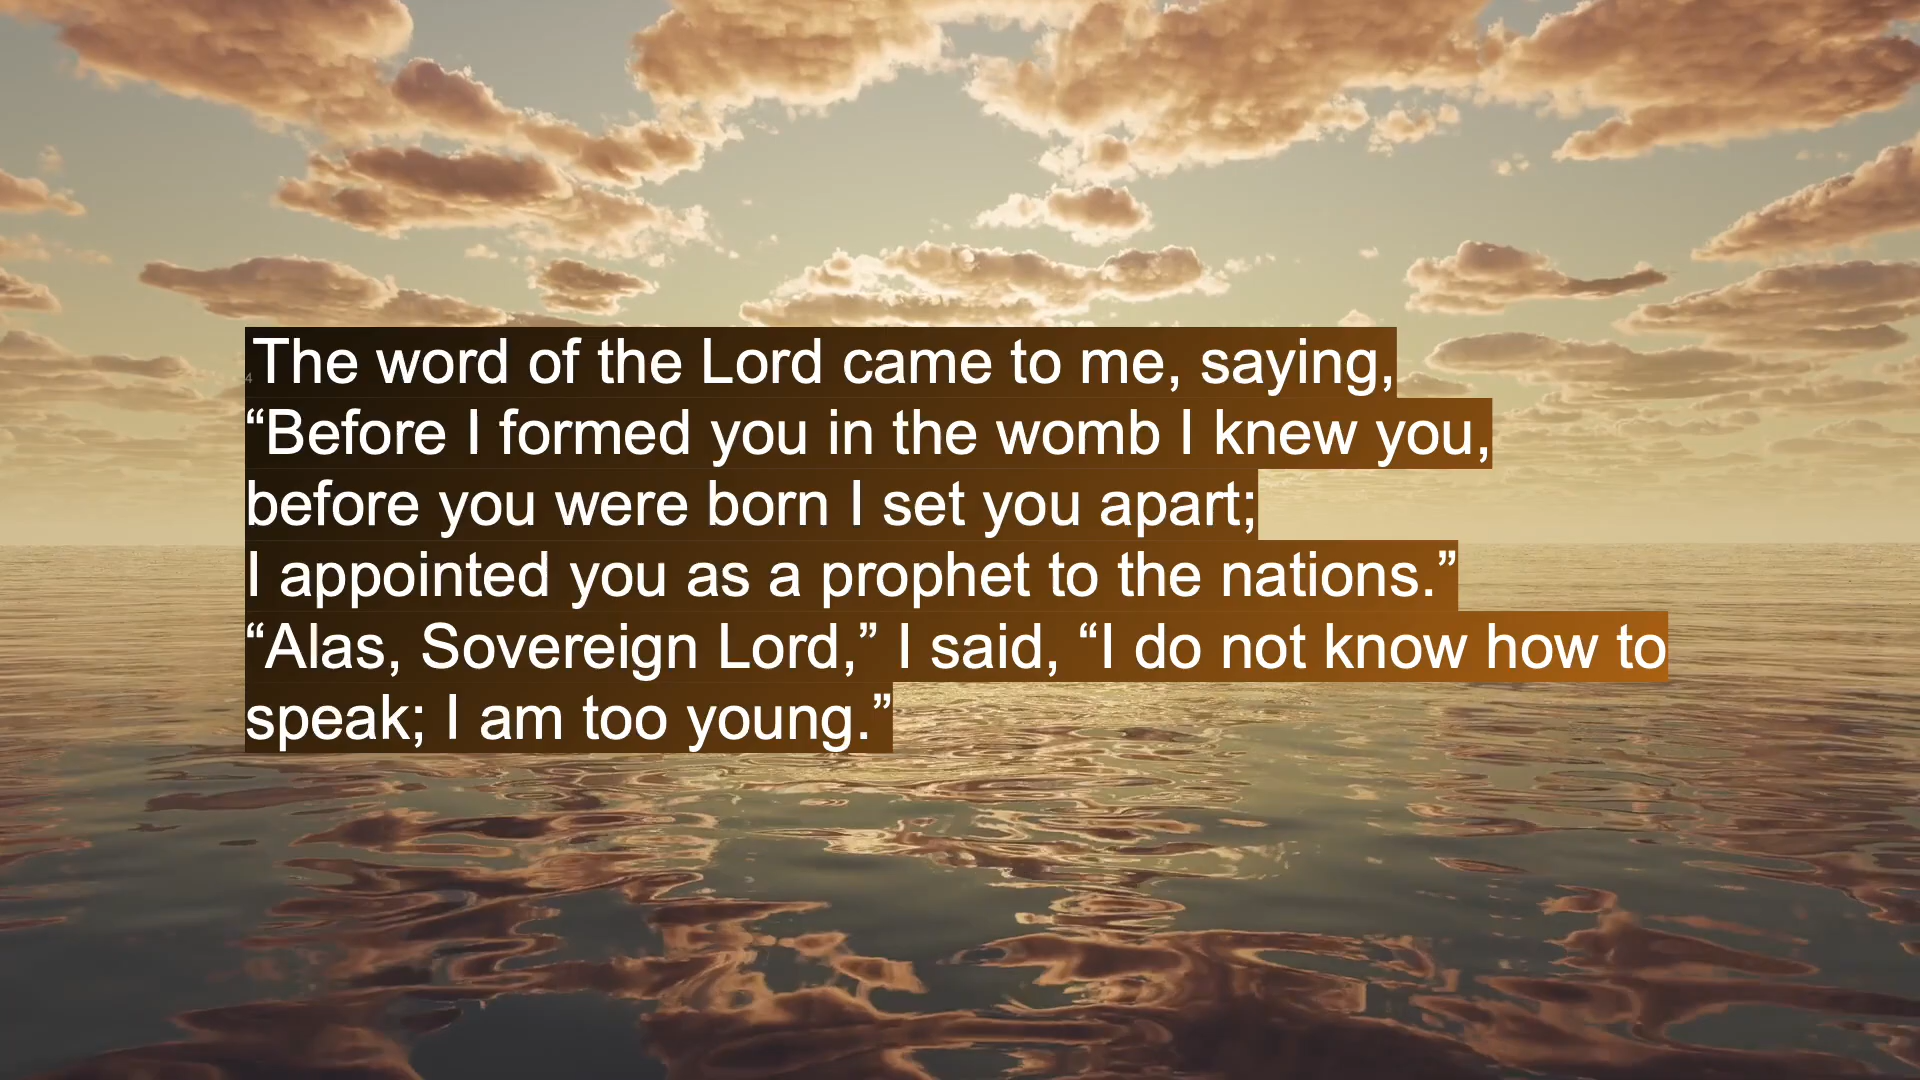 4The word of the Lord came to me, saying,
“Before I formed you in the womb I knew you,
before you were born I set you apart;
I appointed you as a prophet to the nations.”
“Alas, Sovereign Lord,” I said, “I do not know how to
speak; I am too young.”